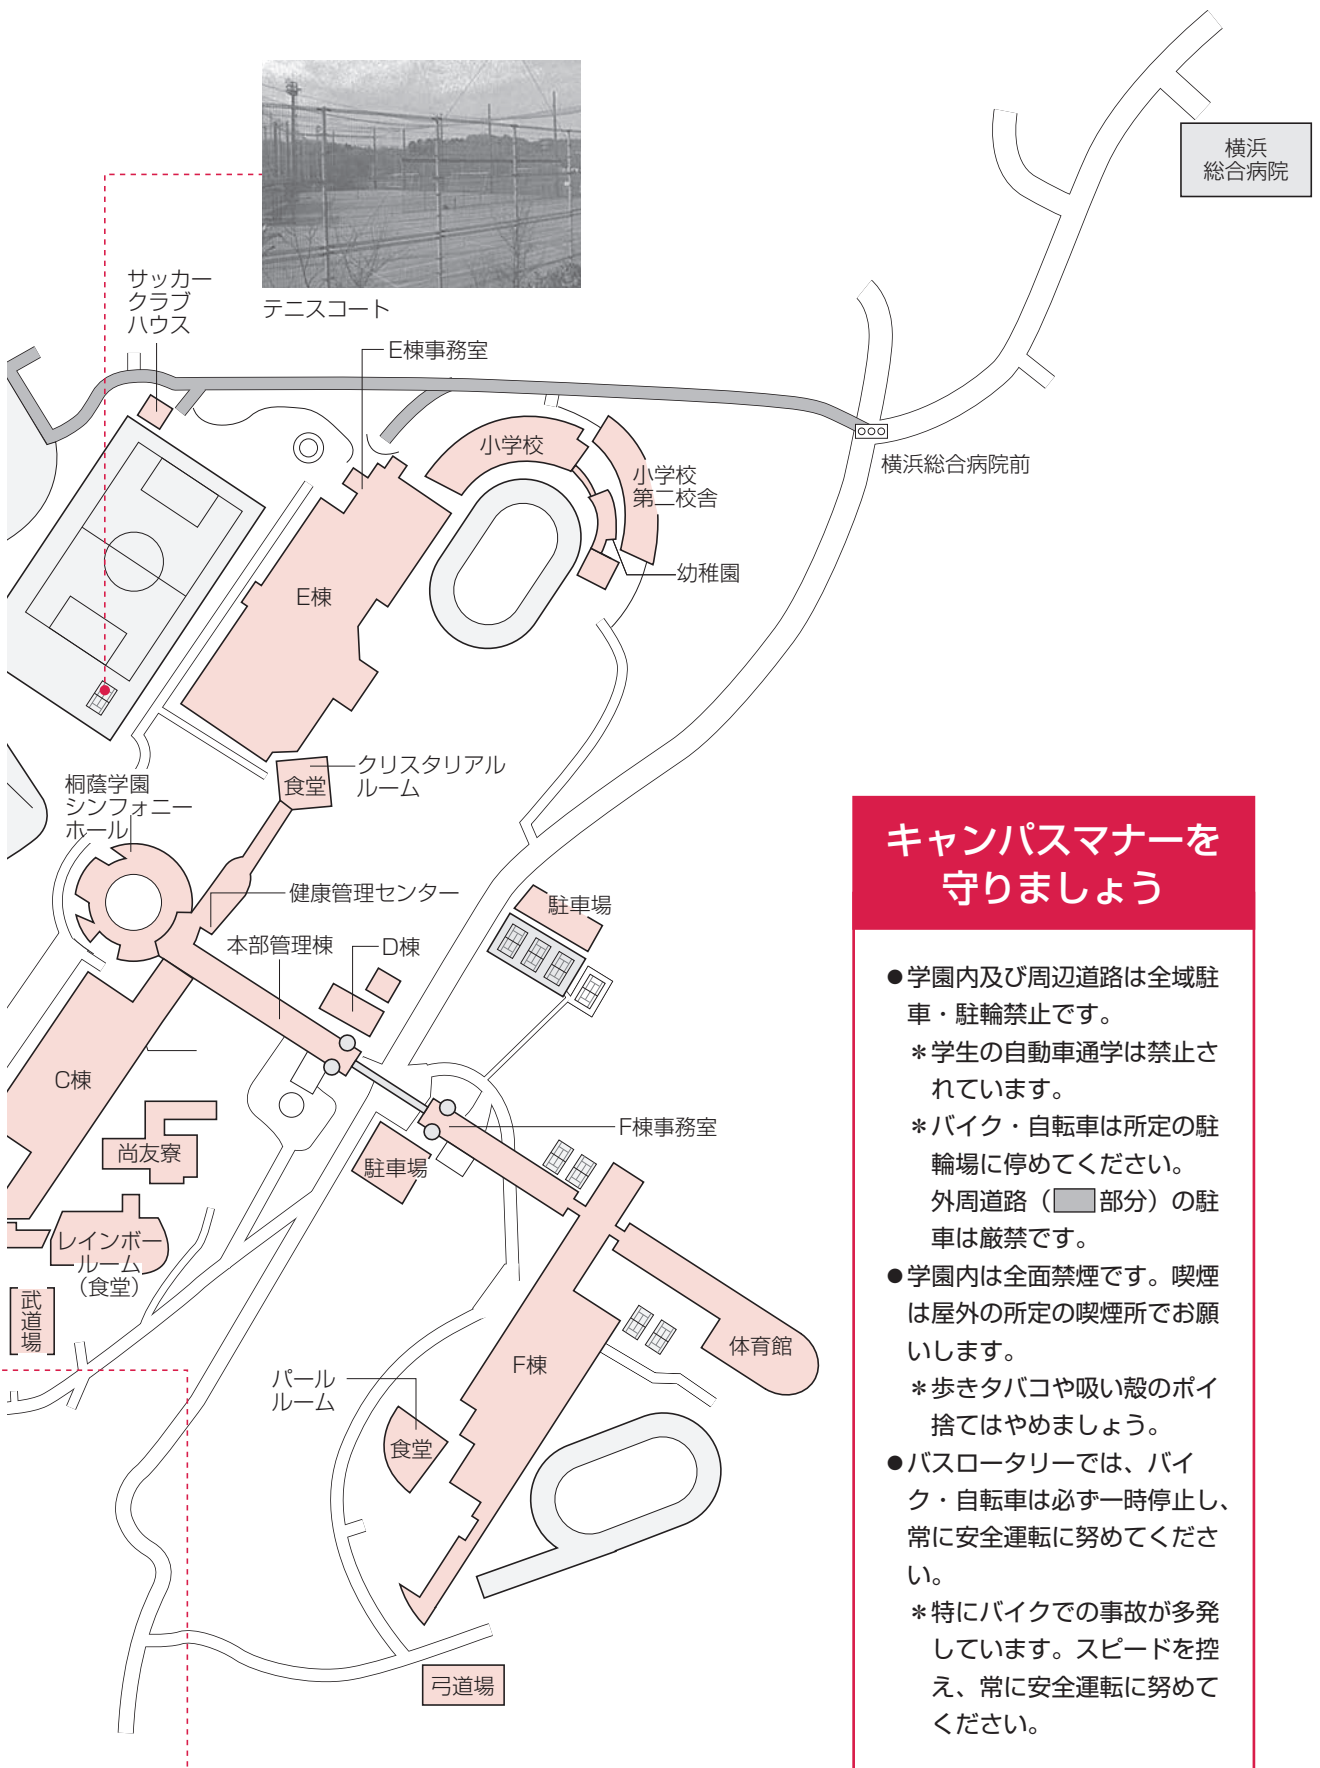 横浜
総合病院
サッカー
クラブ
ハウス
テニスコート
E棟事務室
小学校
横浜総合病院前
小学校
第二校舎
幼稚園
E棟
クリスタリアル
ルーム
食堂
桐蔭学園
シンフォニー
ホール
健康管理センター
駐車場
本部管理棟
D棟
C棟
F棟事務室
尚友寮
駐車場
レインボー
ルーム
(食堂)
武道場
体育館
F棟
パール
ルーム
食堂
弓道場
キャンパスマナーを
守りましょう
●学園内及び周辺道路は全域駐
車・駐輪禁止です。
＊学生の自動車通学は禁止さ
れています。
＊バイク・自転車は所定の駐
輪場に停めてください。
外周道路（ 部分）の駐
車は厳禁です。
●学園内は全面禁煙です。喫煙
は屋外の所定の喫煙所でお願
いします。
＊歩きタバコや吸い殻のポイ
捨てはやめましょう。
●バスロータリーでは、バイ
ク・自転車は必ず一時停止し、
常に安全運転に努めてくださ
い。
＊特にバイクでの事故が多発
しています。スピードを控
え、常に安全運転に努めて
ください。